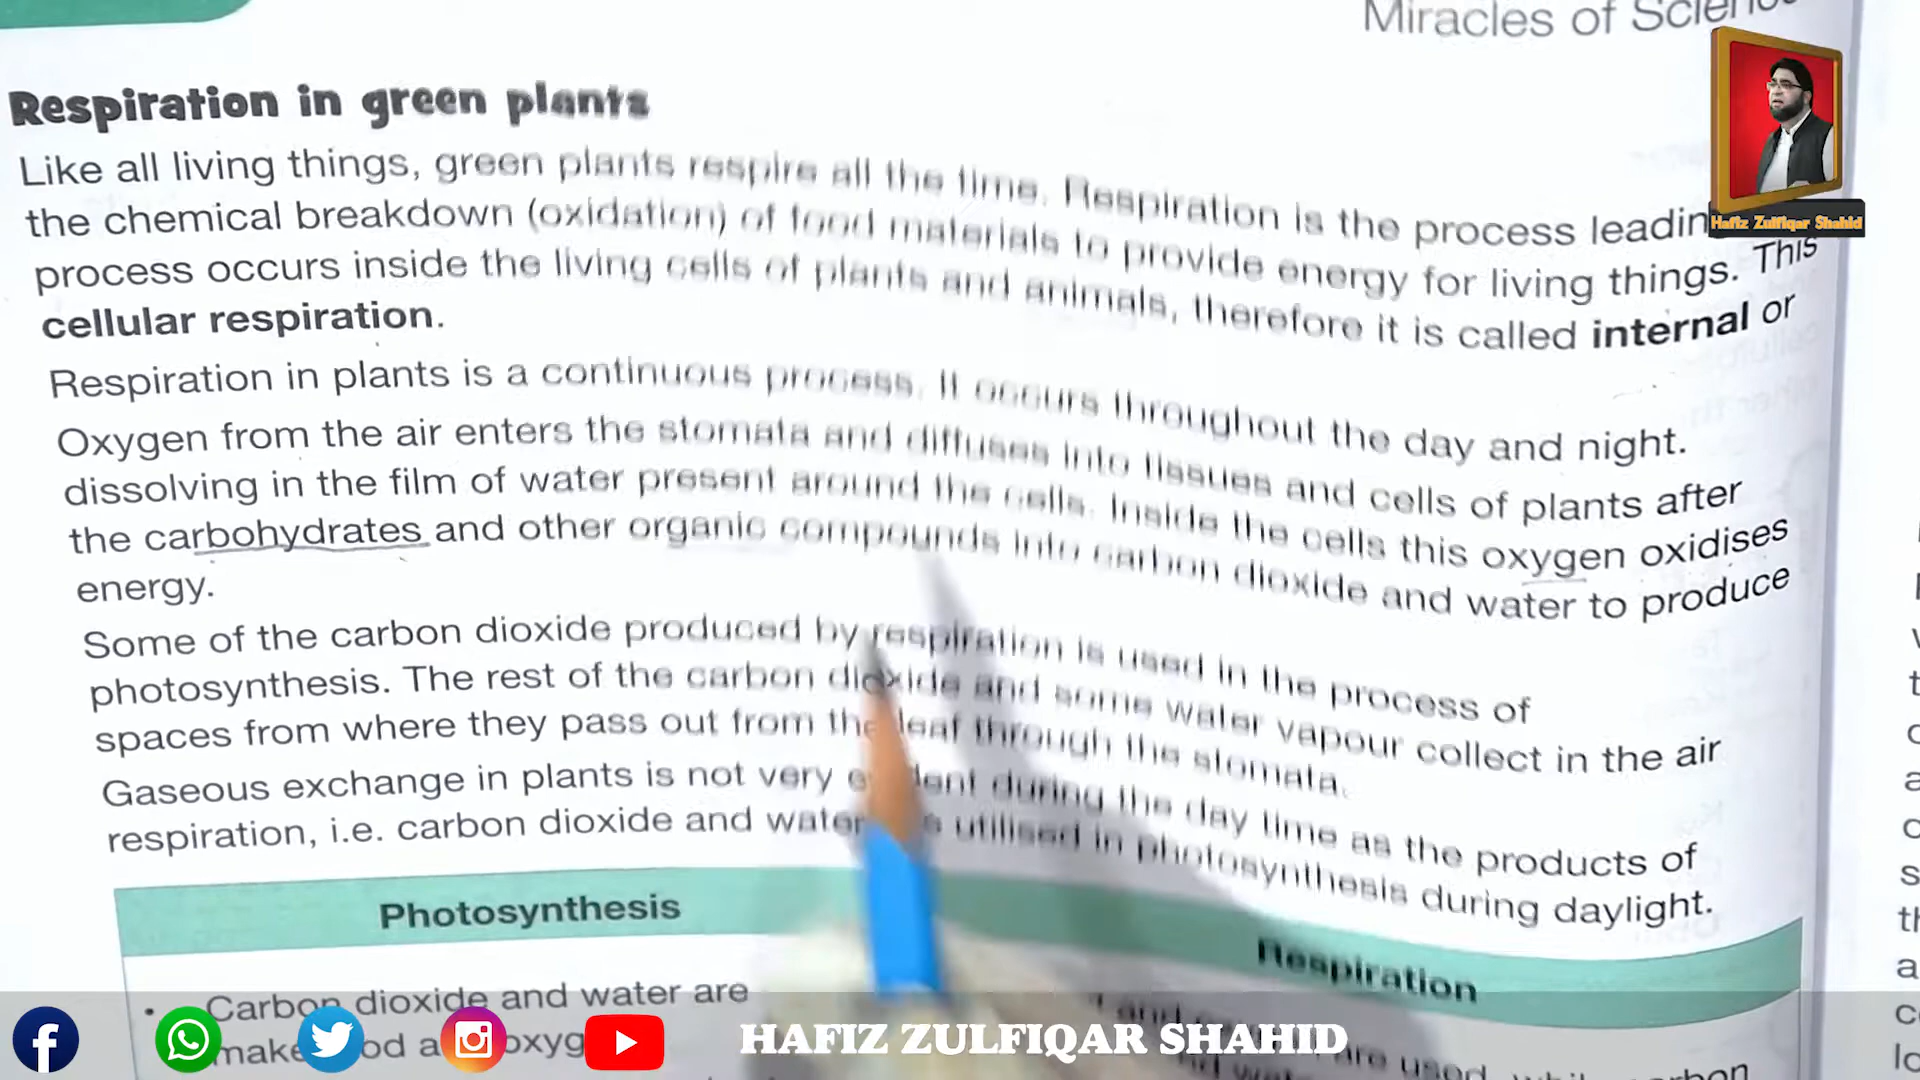 Miracles of Scien
Hafiz Zulfiqar Shahid
Respiration in green plants
Like all living things, green plants respire all the time. Respiration is the process leadin
the chemical breakdown (oxidation) of food materials to provide energy for living things. This
process occurs inside the living cells of plants and animals, therefore it is called internal or
cellular respiration.
Respiration in plants is a continuous process. It occurs throughout the day and night.
Oxygen from the air enters the stomata and diffuses into tissues and cells of plants after
dissolving in the film of water present around the cells. Inside the cells this oxygen oxidises
the carbohydrates and other organic compounds into carbon dioxide and water to produce
energy.
Some of the carbon dioxide produced by respiration is used in the process of
photosynthesis. The rest of the carbon dioxide and some water vapour collect in the air
spaces from where they pass out from the leaf through the stomata.
Gaseous exchange in plants is not very evident during the day time as the products of
respiration, i.e. carbon dioxide and water utilised in photosynthesis during daylight.
Photosynthesis
Respiration
• Carbon dioxide and water are
make
are used, while carbon
HAFIZ ZULFIQAR SHAHID